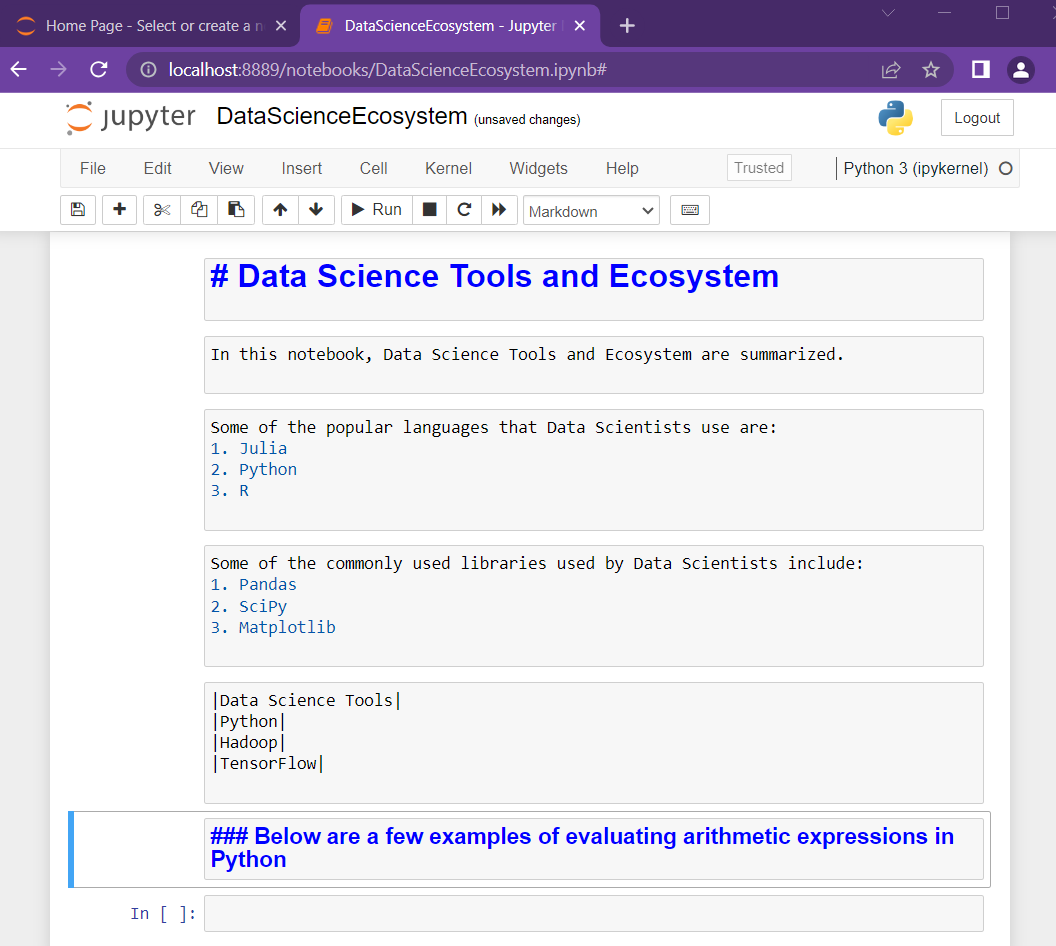 Home Page - Select or create a n
DataScienceEcosystem - Jupyter
localhost:8889/notebooks/DataScienceEcosystem.ipynb#
jupyter DataScienceEcosystem (unsaved changes)
Logout
File Edit View Insert Cell Kernel Widgets Help
Trusted
Python 3 (ipykernel)
Run
Markdown
# Data Science Tools and Ecosystem
In this notebook, Data Science Tools and Ecosystem are summarized.
Some of the popular languages that Data Scientists use are:
1. Julia
2. Python
3. R
Some of the commonly used libraries used by Data Scientists include:
1. Pandas
2. SciPy
3. Matplotlib
|Data Science Tools|
|Python|
|Hadoop|
|TensorFlow|
### Below are a few examples of evaluating arithmetic expressions in
Python
In [ ]: